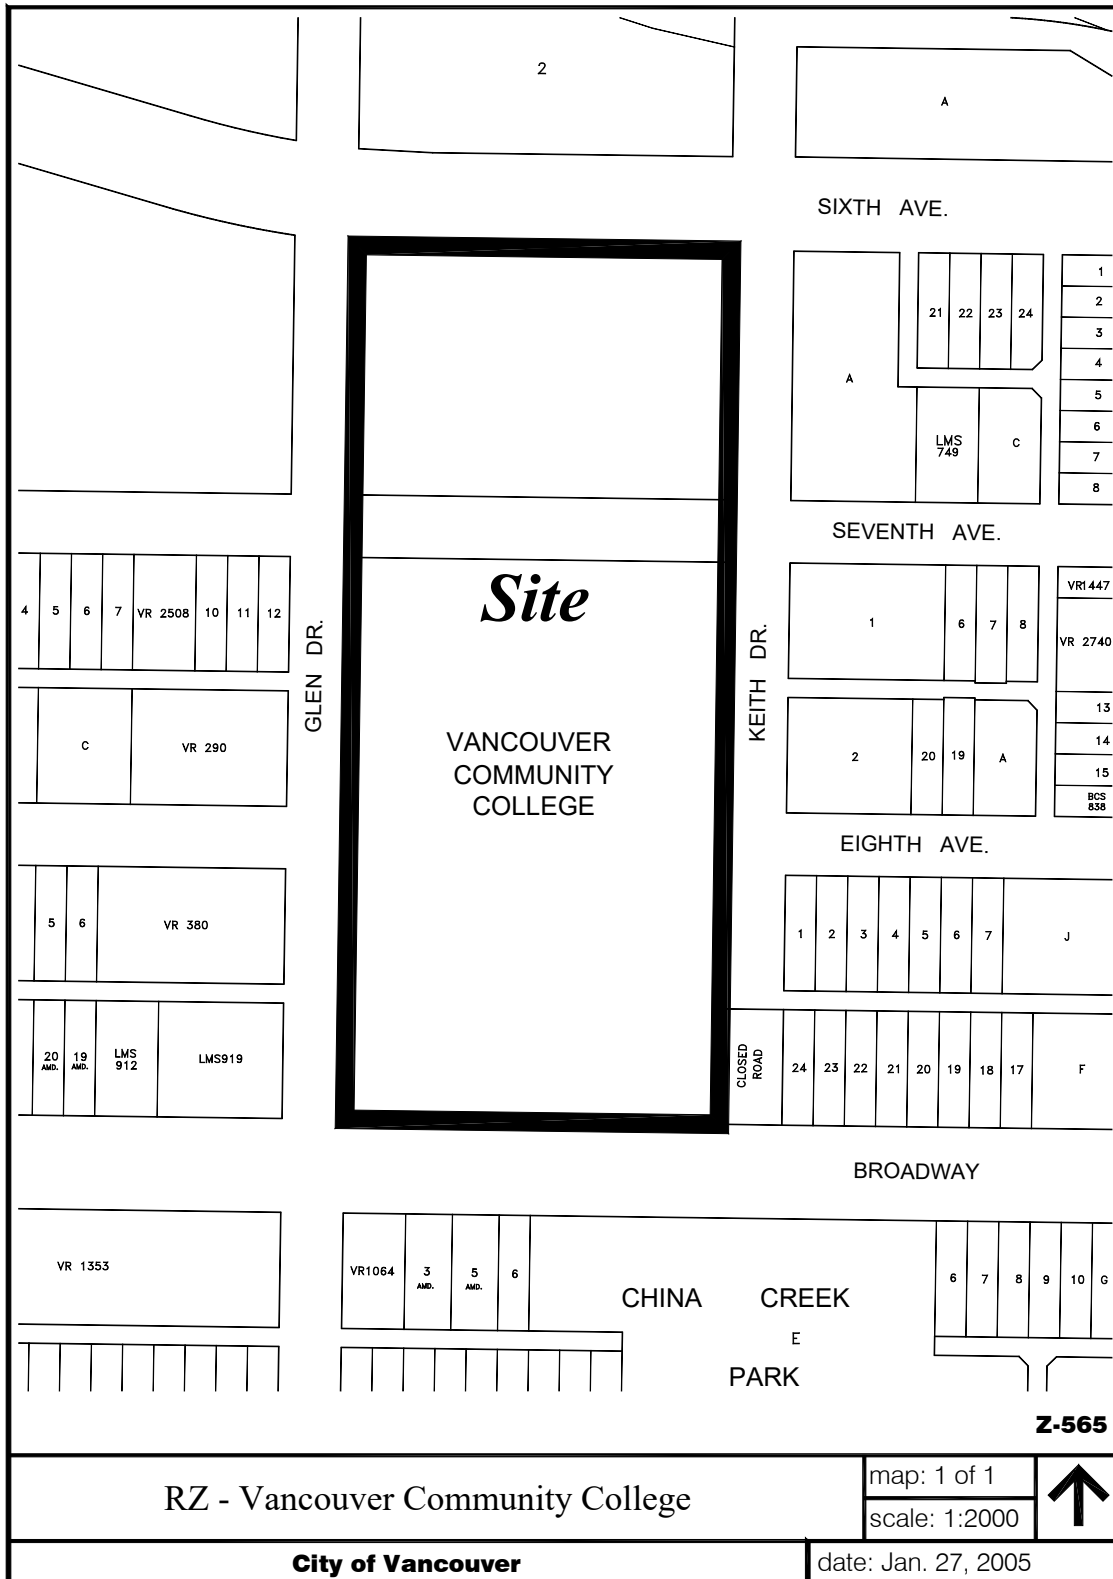 2
A
SIXTH AVE.
21 22 23 24
1
2
3
4
5
6
7
8
A
LMS
749
C
SEVENTH AVE.
4 5 6 7 VR 2508 10 11 12
GLEN DR.
Site
KEITH DR.
1 6 7 8
VR1447
VR 2740
C VR 290
VANCOUVER
COMMUNITY
COLLEGE
2 20 19 A
13
14
15
BCS
838
EIGHTH AVE.
5 6 VR 380
1 2 3 4 5 6 7 J
20
AMD.
19
AMD.
LMS
912
LMS919
CLOSED
ROAD
24 23 22 21 20 19 18 17 F
BROADWAY
VR 1353
VR1064
3
AMD.
5
AMD.
6
6 7 8 9 10 G
CHINA CREEK
E
PARK
Z-565
RZ - Vancouver Community College
map: 1 of 1
scale: 1:2000
City of Vancouver
date: Jan. 27, 2005